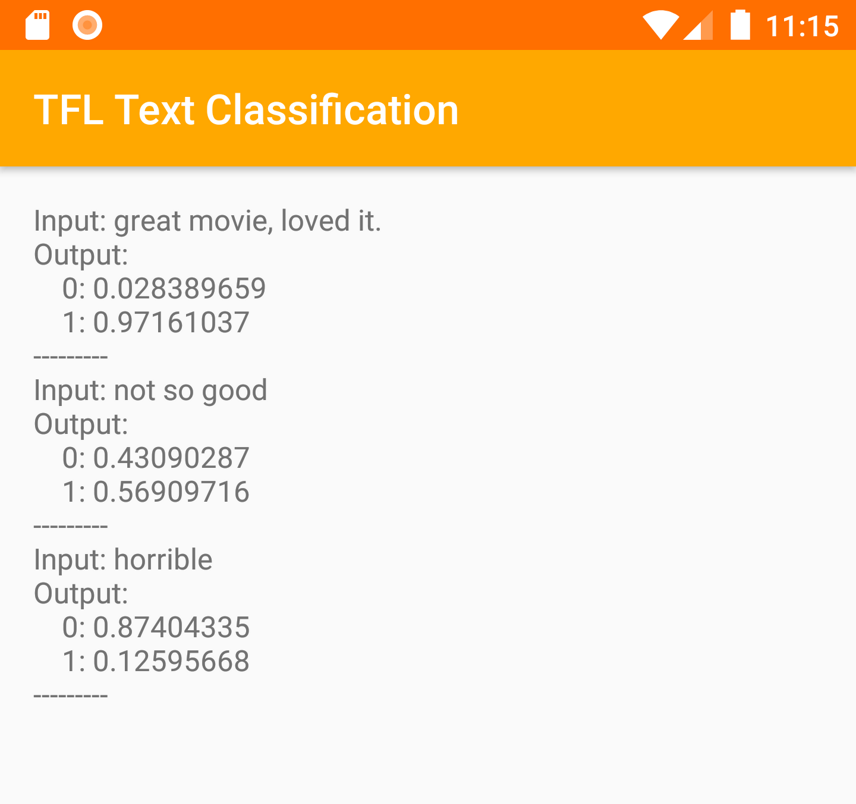 11:15
TFL Text Classification
Input: great movie, loved it.
Output:
0: 0.028389659
1: 0.97161037
---------
Input: not so good
Output:
0: 0.43090287
1: 0.56909716
---------
Input: horrible
Output:
0: 0.87404335
1: 0.12595668
---------